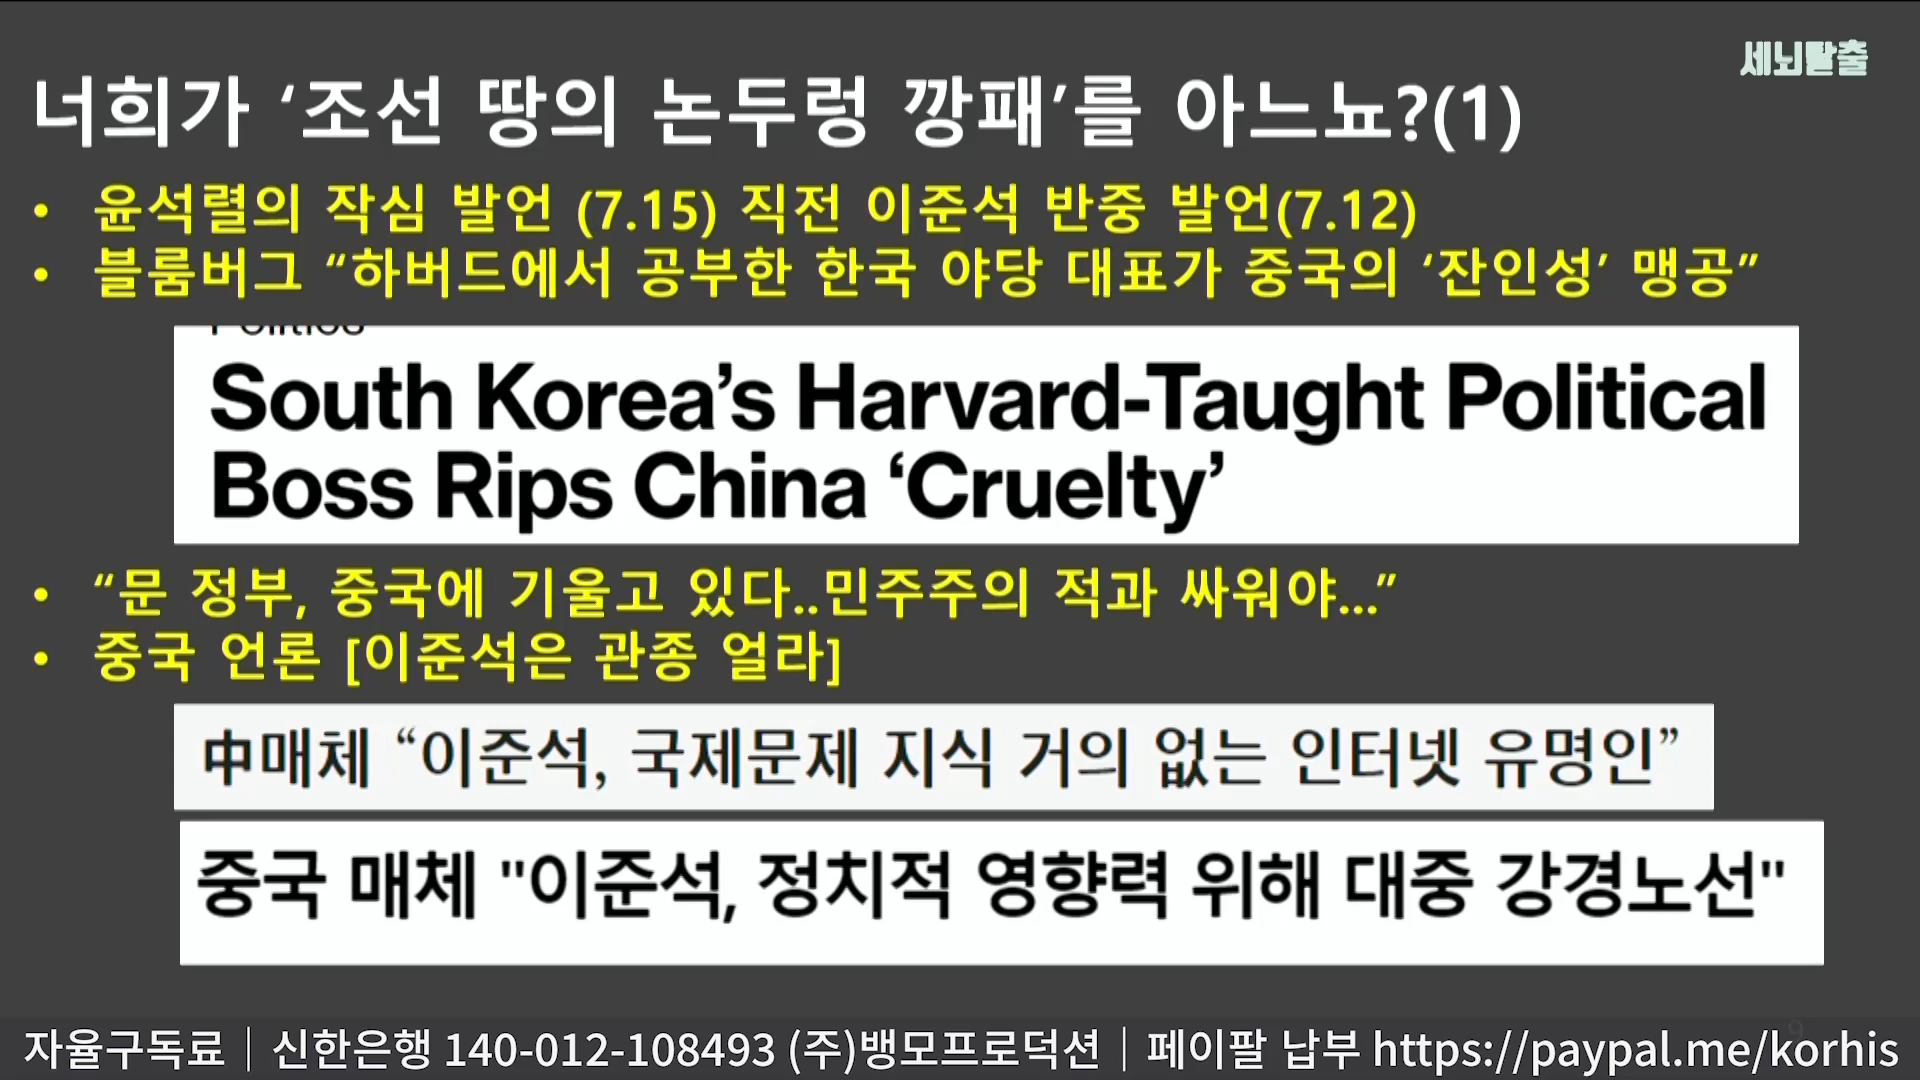 세뇌탈출
너희가 ‘조선 땅의 논두렁 깡패’를 아느뇨?(1)
• 윤석렬의 작심 발언 (7.15) 직전 이준석 반중 발언(7.12)
• 블룸버그 “하버드에서 공부한 한국 야당 대표가 중국의 ‘잔인성’ 맹공”
Politics
South Korea’s Harvard-Taught Political
Boss Rips China ‘Cruelty’
• “문 정부, 중국에 기울고 있다..민주주의 적과 싸워야...”
• 중국 언론 [이준석은 관종 얼라]
中매체 “이준석, 국제문제 지식 거의 없는 인터넷 유명인”
중국 매체 "이준석, 정치적 영향력 위해 대중 강경노선"
9
자율구독료｜신한은행 140-012-108493 (주)뱅모프로덕션｜페이팔 납부 https://paypal.me/korhis